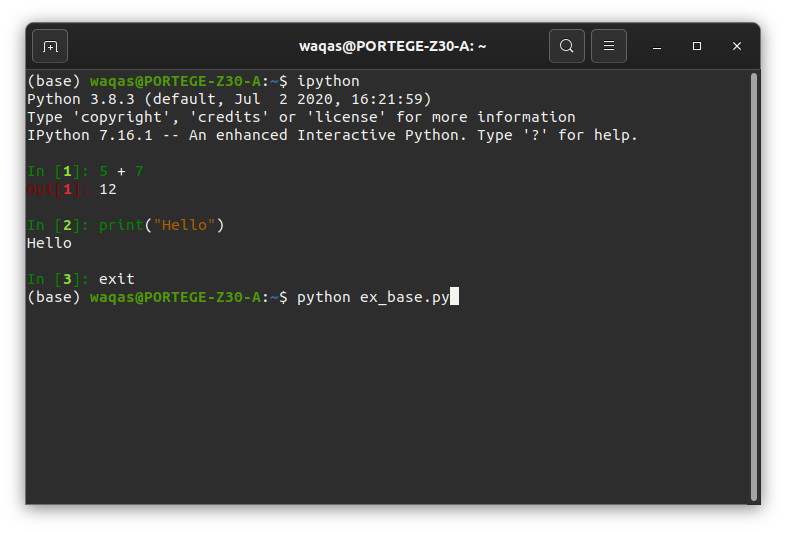 waqas@PORTEGE-Z30-A: ~
(base) waqas@PORTEGE-Z30-A:~$ ipython
Python 3.8.3 (default, Jul  2 2020, 16:21:59)
Type 'copyright', 'credits' or 'license' for more information
IPython 7.16.1 -- An enhanced Interactive Python. Type '?' for help.
In [1]: 5 + 7
Out[1]: 12
In [2]: print("Hello")
Hello
In [3]: exit
(base) waqas@PORTEGE-Z30-A:~$ python ex_base.py